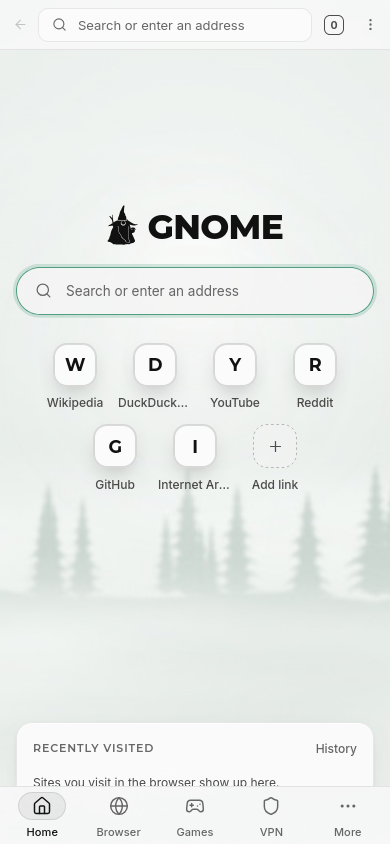 Search or enter an address
0
GNOME
Search or enter an address
W
D
Y
R
Wikipedia
DuckDuck...
YouTube
Reddit
G
I
GitHub
Internet Ar...
Add link
RECENTLY VISITED
History
Sites you visit in the browser show up here.
Home
Browser
Games
VPN
More